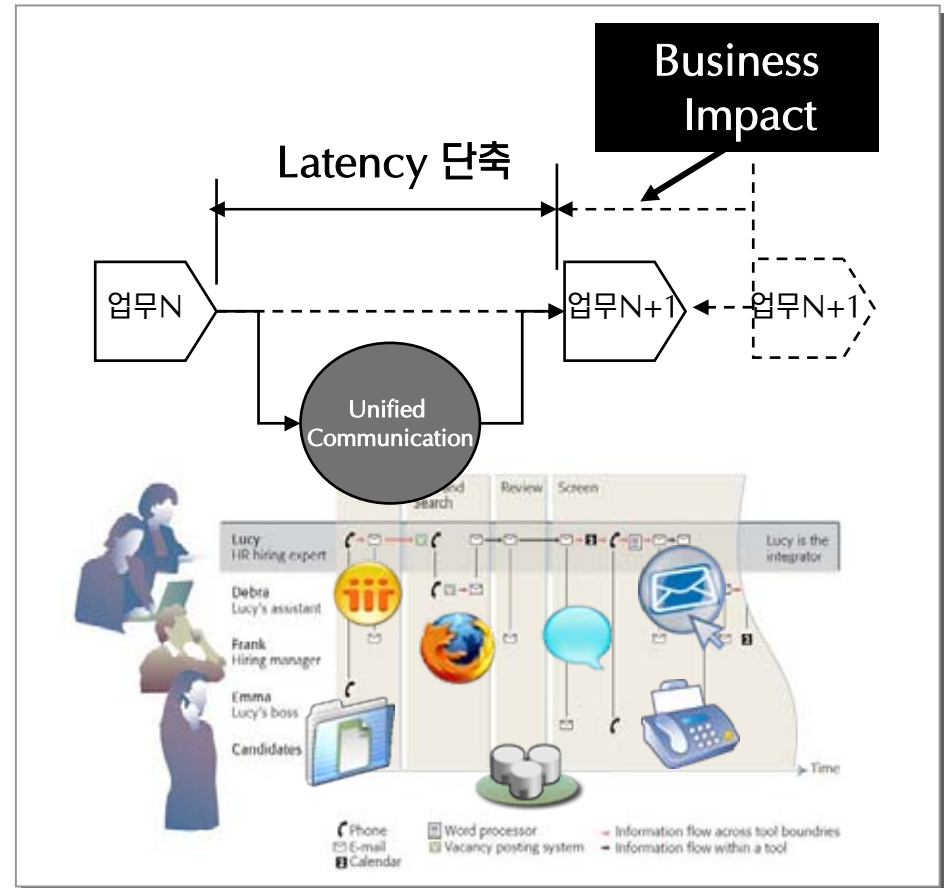 Business
Impact
Latency 단축
업무N
업무N+1
업무N+1
Unified
Communication
Search
Review
Screen
Lucy
HR hiring expert
Lucy is the
integrator
Debra
Lucy's assistant
Frank
Hiring manager
Emma
Lucy's boss
Candidates
Time
Phone
Word processor
Information flow across tool boundries
E-mail
Vacancy posting system
Information flow within a tool
Calendar